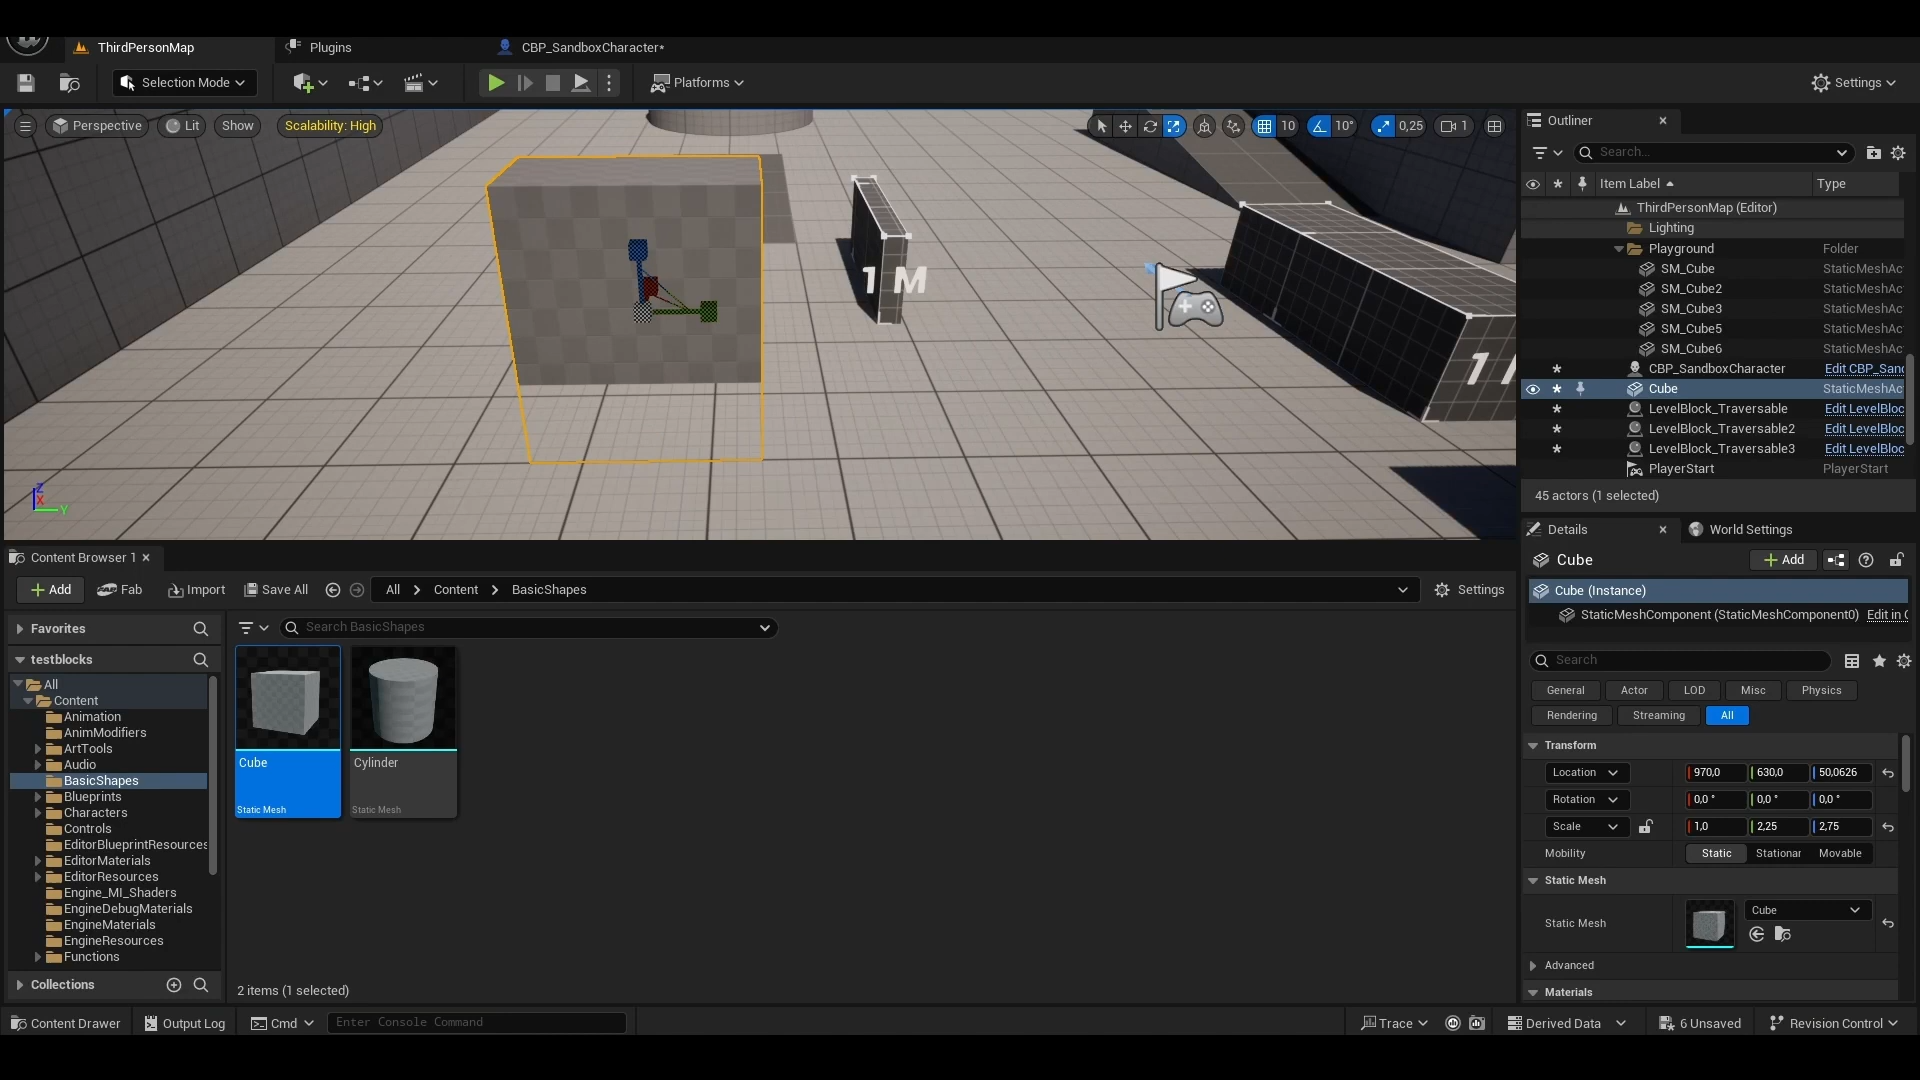 ThirdPersonMap
Plugins
CBP_SandboxCharacter*
Selection Mode
Platforms
Settings
Perspective
Lit
Show
Scalability: High
10
10°
0,25
1
1 M
1
Z
X
Y
Outliner
Search...
Item Label
Type
ThirdPersonMap (Editor)
Lighting
Playground
Folder
SM_Cube
StaticMeshAc
SM_Cube2
StaticMeshAc
SM_Cube3
StaticMeshAc
SM_Cube5
StaticMeshAc
SM_Cube6
StaticMeshAc
CBP_SandboxCharacter
Edit CBP_Sand
Cube
StaticMeshAc
LevelBlock_Traversable
Edit LevelBloc
LevelBlock_Traversable2
Edit LevelBloc
LevelBlock_Traversable3
Edit LevelBloc
PlayerStart
PlayerStart
45 actors (1 selected)
Details
World Settings
Cube
Add
Cube (Instance)
StaticMeshComponent (StaticMeshComponent0)
Edit in C
Search
General
Actor
LOD
Misc
Physics
Rendering
Streaming
All
Transform
Location
970,0
630,0
50,0626
Rotation
0,0 °
0,0 °
0,0 °
Scale
1,0
2,25
2,75
Mobility
Static
Stationar
Movable
Static Mesh
Static Mesh
Cube
Advanced
Materials
Content Browser 1
Add
Fab
Import
Save All
All
Content
BasicShapes
Settings
Favorites
testblocks
All
Content
Animation
AnimModifiers
ArtTools
Audio
BasicShapes
Blueprints
Characters
Controls
EditorBlueprintResources
EditorMaterials
EditorResources
Engine_MI_Shaders
EngineDebugMaterials
EngineMaterials
EngineResources
Functions
Collections
Search BasicShapes
Cube
Static Mesh
Cylinder
Static Mesh
2 items (1 selected)
Content Drawer
Output Log
Cmd
Enter Console Command
Trace
Derived Data
6 Unsaved
Revision Control